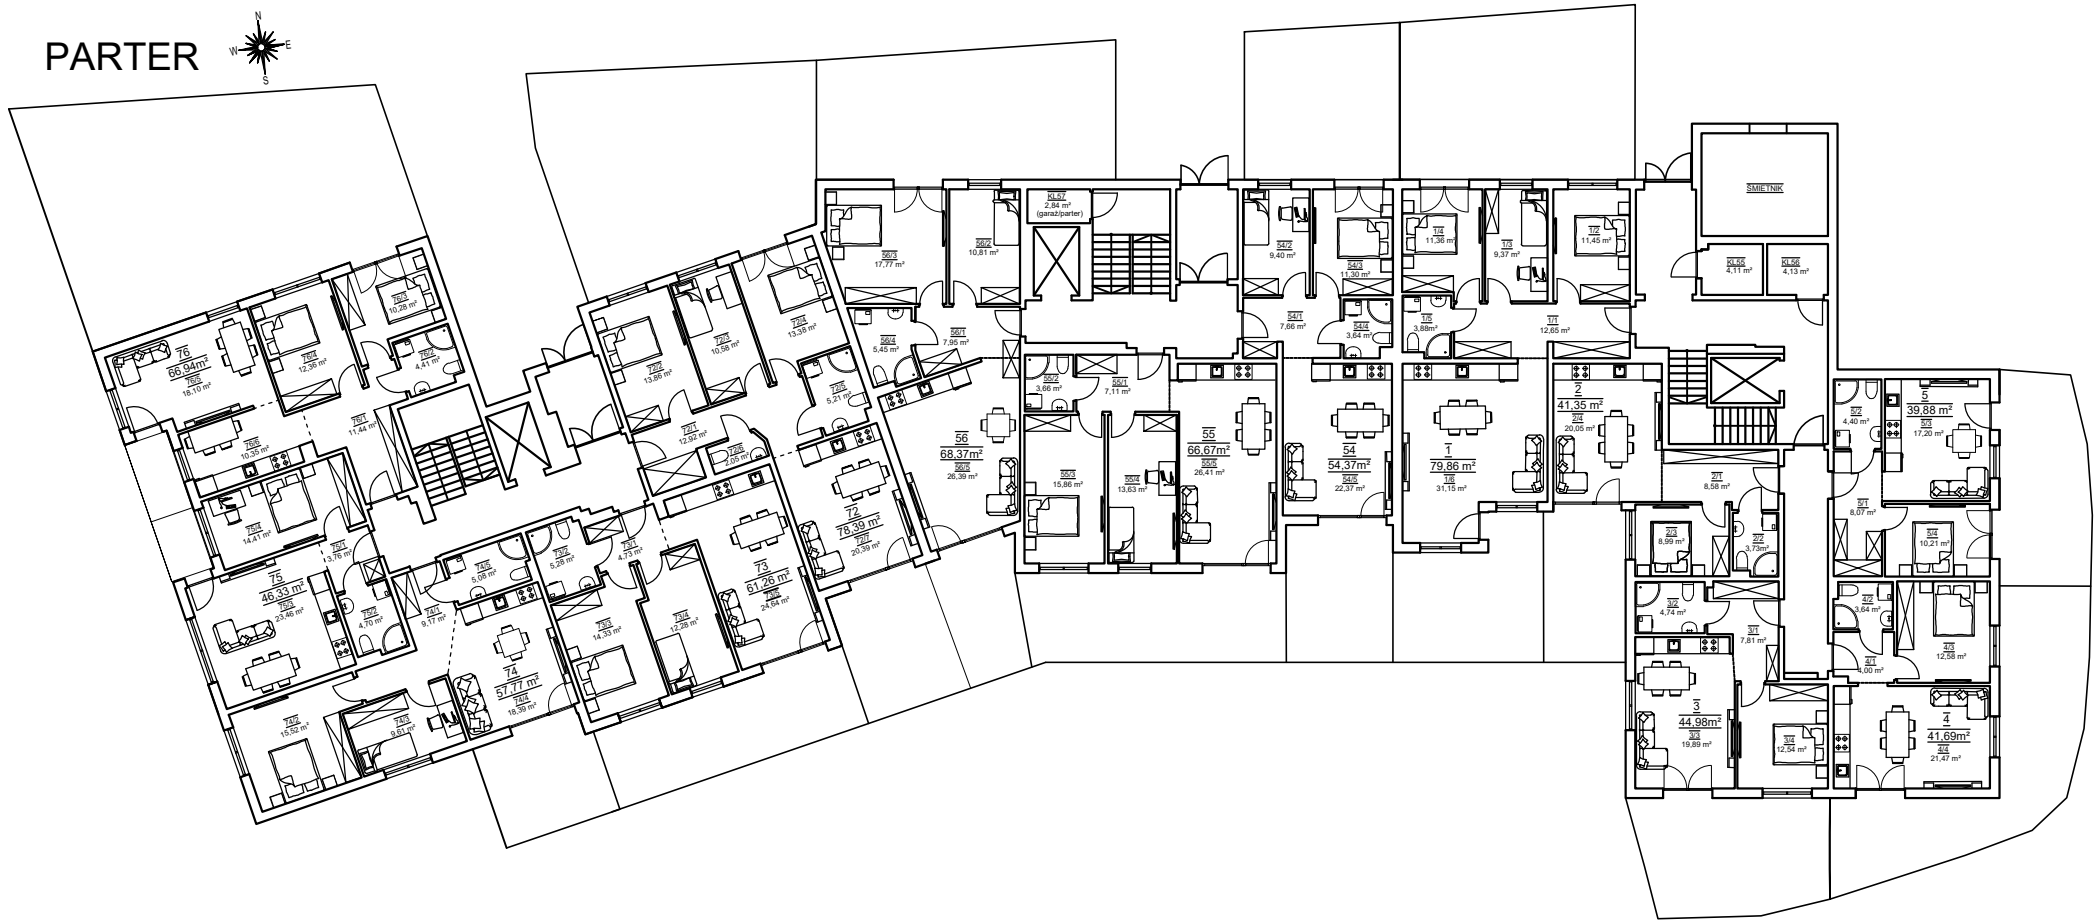 PARTER
N
W
E
S
76
66,94m²
76/5
18,10 m²
76/4
12,36 m²
76/3
10,28 m²
76/2
4,41 m²
76/1
11,44 m²
76/6
10,35 m²
75/4
14,41 m²
75/1
3,76 m²
75
46,33 m²
75/3
23,46 m²
75/2
4,70 m²
74/1
9,17 m²
74/5
5,08 m²
74
57,77 m²
74/4
18,39 m²
74/2
15,52 m²
74/3
9,61 m²
73/2
5,28 m²
73/1
4,73 m²
73/3
14,33 m²
73/4
12,28 m²
73
61,26 m²
73/5
24,64 m²
72/2
13,86 m²
72/3
10,58 m²
72/4
13,38 m²
72/5
5,21 m²
72/1
12,92 m²
72/6
2,05 m²
72
78,39 m²
72/7
20,39 m²
56/3
17,77 m²
56/2
10,81 m²
56/4
5,45 m²
56/1
7,95 m²
56
68,37m²
56/5
26,39 m²
KL57
2,84 m²
(garaż/parter)
55/2
3,66 m²
55/1
7,11 m²
55/3
15,86 m²
55/4
13,63 m²
55
66,67m²
55/5
26,41 m²
54/2
9,40 m²
54/3
11,30 m²
54/1
7,66 m²
54/4
3,64 m²
54
54,37m²
54/5
22,37 m²
1/4
11,36 m²
1/3
9,37 m²
1/2
11,45 m²
1/5
3,88m²
1/1
12,65 m²
1
79,86 m²
1/6
31,15 m²
2
41,35 m²
2/4
20,05 m²
2/1
8,58 m²
2/3
8,99 m²
2/2
3,73m²
ŚMIETNIK
KL55
4,11 m²
KL56
4,13 m²
5/2
4,40 m²
5
39,88 m²
5/3
17,20 m²
5/1
8,07 m²
5/4
10,21 m²
3/2
4,74 m²
3/1
7,81 m²
3
44,98m²
3/3
19,89 m²
3/4
12,54 m²
4/2
3,64 m²
4/1
4,00 m²
4/3
12,58 m²
4
41,69m²
4/4
21,47 m²